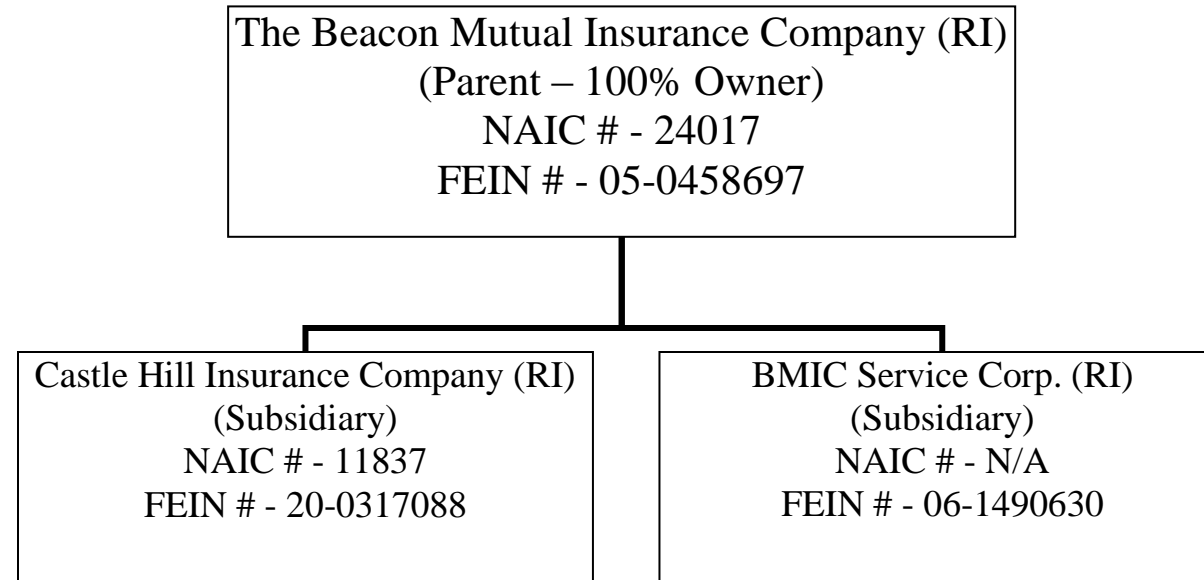 The Beacon Mutual Insurance Company (RI)
(Parent – 100% Owner)
NAIC # - 24017
FEIN # - 05-0458697
Castle Hill Insurance Company (RI)
(Subsidiary)
NAIC # - 11837
FEIN # - 20-0317088
BMIC Service Corp. (RI)
(Subsidiary)
NAIC # - N/A
FEIN # - 06-1490630